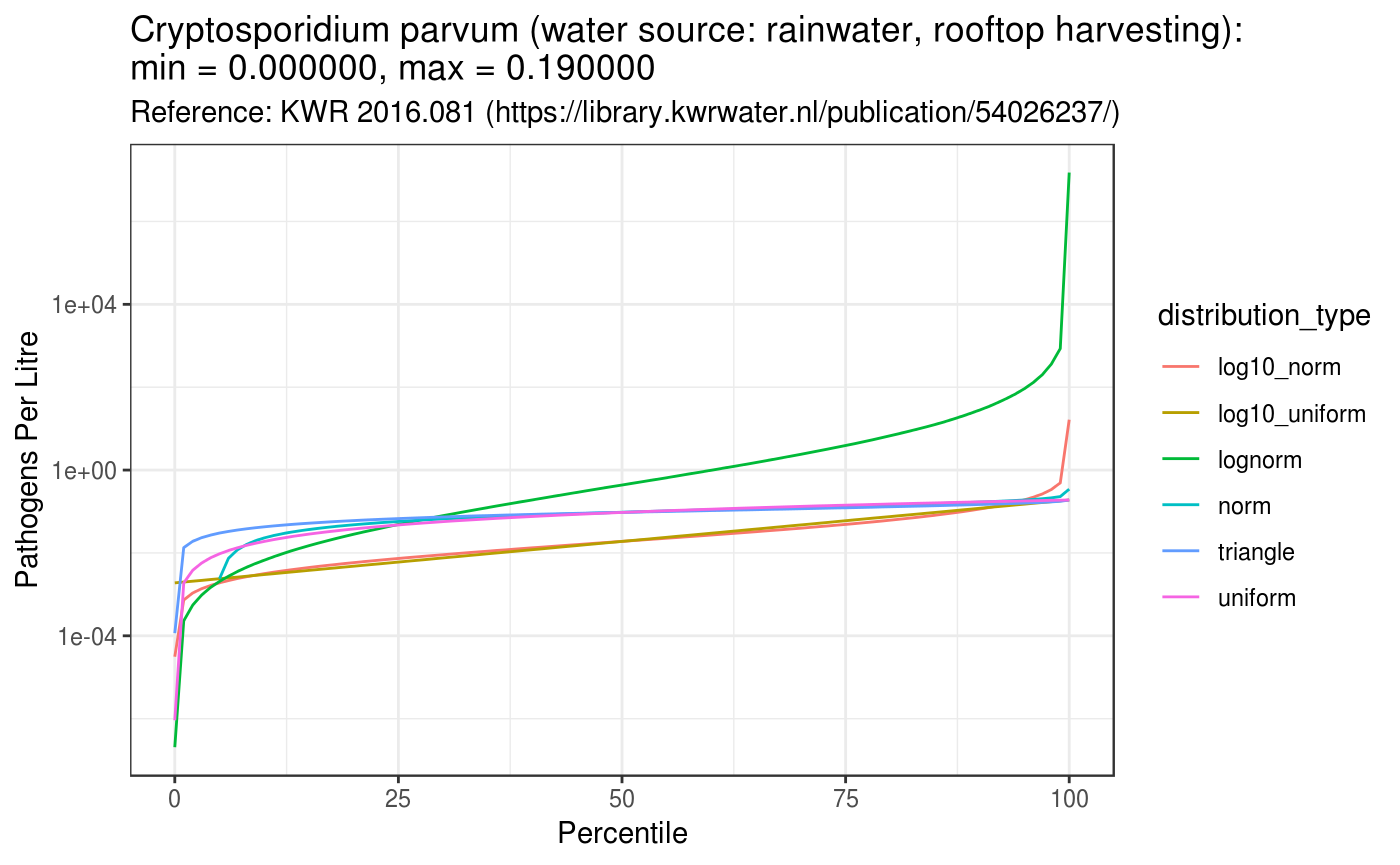 Cryptosporidium parvum (water source: rainwater, rooftop harvesting):
min = 0.000000, max = 0.190000
Reference: KWR 2016.081 (https://library.kwrwater.nl/publication/54026237/)
Pathogens Per Litre
1e+04
1e+00
1e-04
0
25
50
75
100
Percentile
distribution_type
log10_norm
log10_uniform
lognorm
norm
triangle
uniform